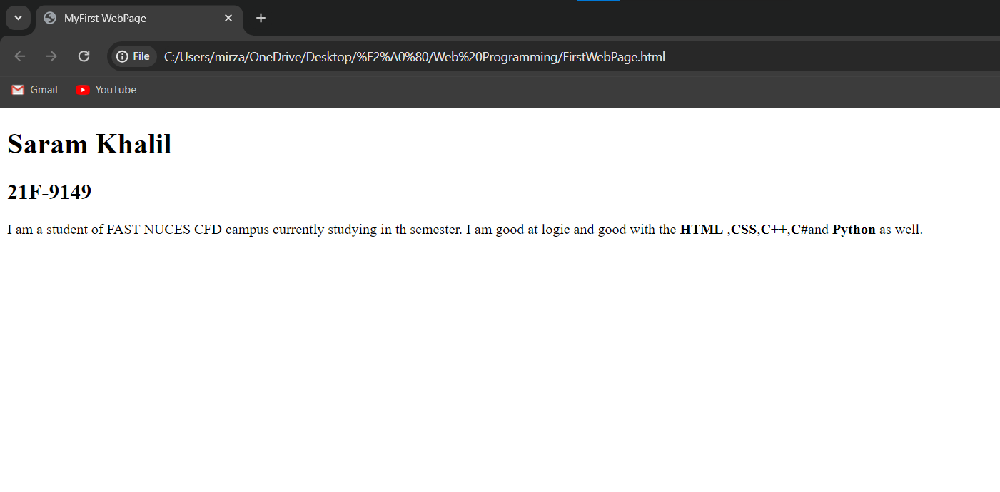 MyFirst WebPage
File C:/Users/mirza/OneDrive/Desktop/%E2%A0%80/Web%20Programming/FirstWebPage.html
Gmail YouTube
Saram Khalil
21F-9149
I am a student of FAST NUCES CFD campus currently studying in th semester. I am good at logic and good with the HTML ,CSS,C++,C#and Python as well.